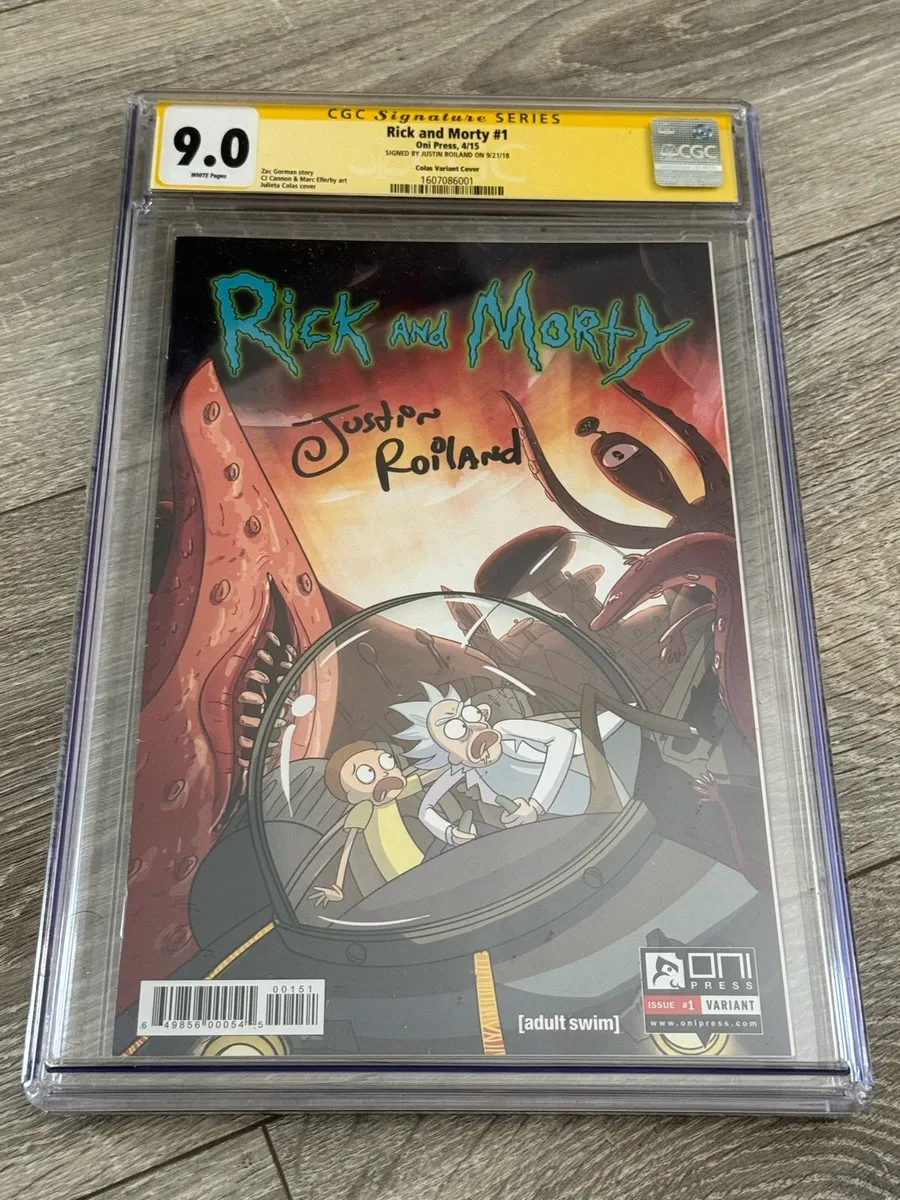 CGC Signature SERIES
9.0
WHITE Pages
Rick and Morty #1
Oni Press, 4/15
SIGNED BY JUSTIN ROILAND ON 9/21/18
Colas Variant Cover
1607086001
Zac Gorman story
CJ Cannon & Marc Ellerby art
Julieta Colas cover
CGC
RICK AND MORTY
Justin
Roiland
00151
6 49856 00054 5
[adult swim]
ONI
PRESS
ISSUE #1 VARIANT
www.onipress.com